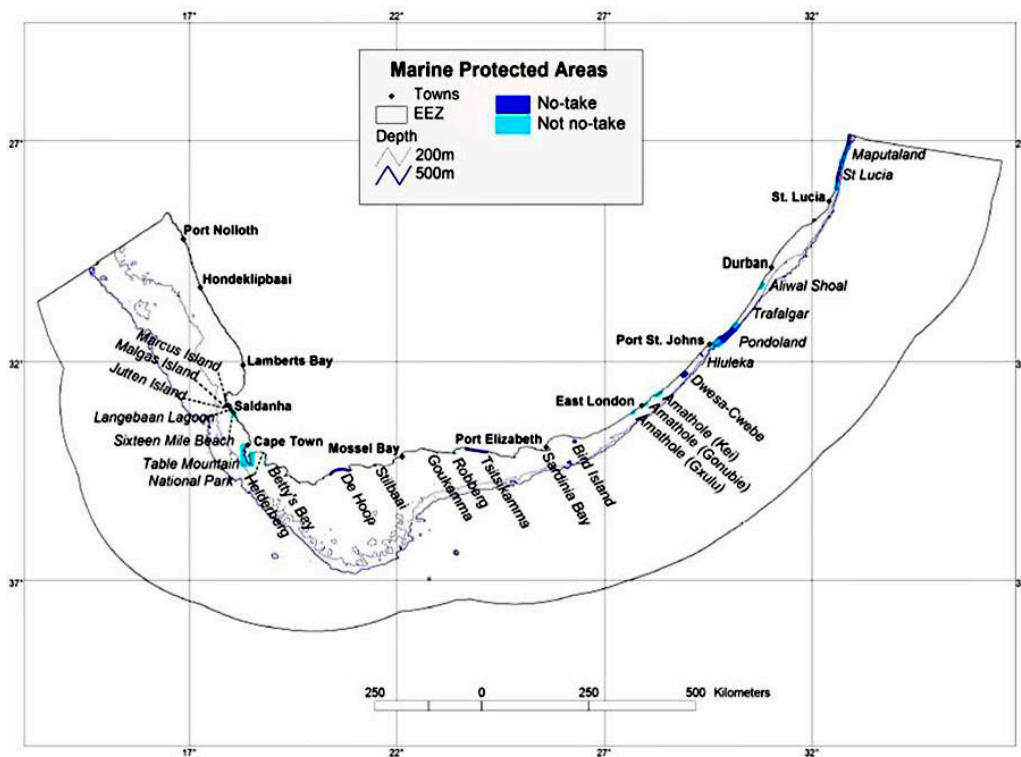 17°
22°
27°
32°
Marine Protected Areas
Towns
EEZ
Depth
200m
500m
No-take
Not no-take
27°
Maputaland
St Lucia
St. Lucia
Port Nolloth
Durban
Hondeklipbaai
Aliwal Shoal
Trafalgar
Port St. Johns
Pondoland
Hluleka
32°
32°
Marcus Island
Malgas Island
Jutten Island
Lamberts Bay
Dwesa-Cwebe
Langebaan Lagoon
Saldanha
East London
Amathole (Kei)
Amathole (Gonubie)
Amathole (Gxulu)
Sixteen Mile Beach
Cape Town
Mossel Bay
Port Elizabeth
Table Mountain
National Park
Helderberg
Betty's Bay
De Hoop
Stilbaai
Goukamma
Robberg
Tsitsikamma
Sardinia Bay
Bird Island
37°
37°
250
0
250
500
Kilometers
17°
22°
27°
32°